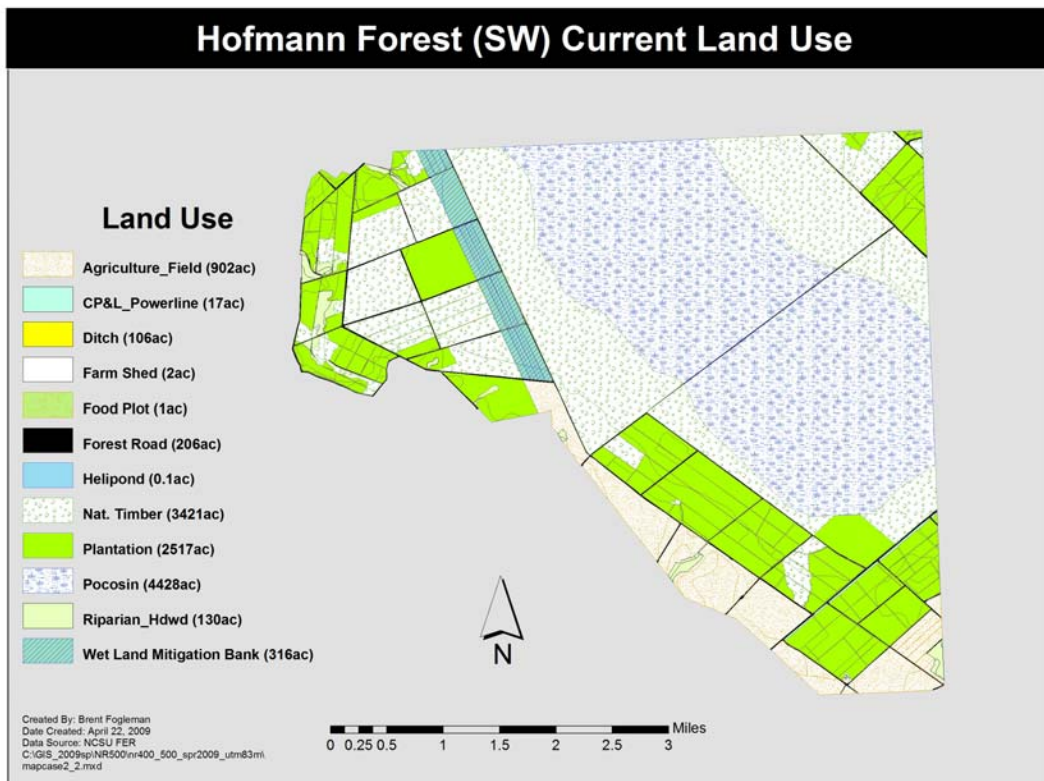 Hofmann Forest (SW) Current Land Use
Land Use
Agriculture_Field (902ac)
CP&L_Powerline (17ac)
Ditch (106ac)
Farm Shed (2ac)
Food Plot (1ac)
Forest Road (206ac)
Helipond (0.1ac)
Nat. Timber (3421ac)
Plantation (2517ac)
Pocosin (4428ac)
Riparian_Hdwd (130ac)
Wet Land Mitigation Bank (316ac)
N
Created By: Brent Fogleman
Date Created: April 22, 2009
Data Source: NCSU FER
C:\GIS_2009sp\NR500\nr400_500_spr2009_utm83m\
mapcase2_2.mxd
Miles
0 0.25 0.5 1 1.5 2 2.5 3